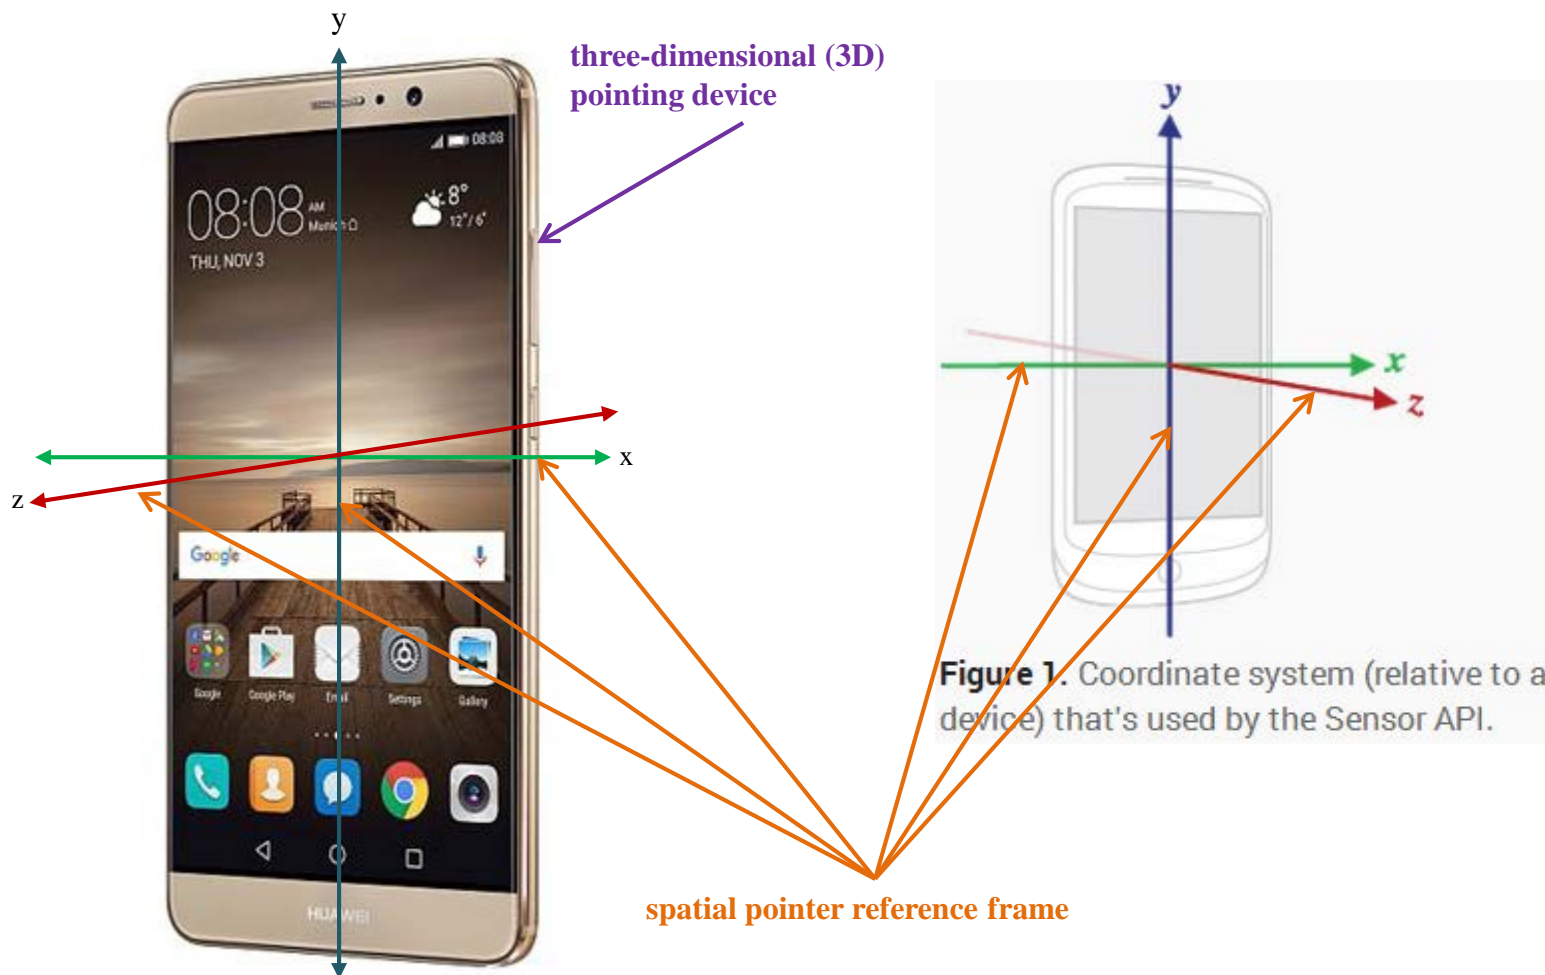 y
three-dimensional (3D)
pointing device
08:08
08:08
AM
Munich
8°
12°/6°
THU, NOV 3
x
z
Google
Google
Google Play
Email
Settings
Gallery
HUAWEI
y
x
z
Figure 1. Coordinate system (relative to a
device) that's used by the Sensor API.
spatial pointer reference frame